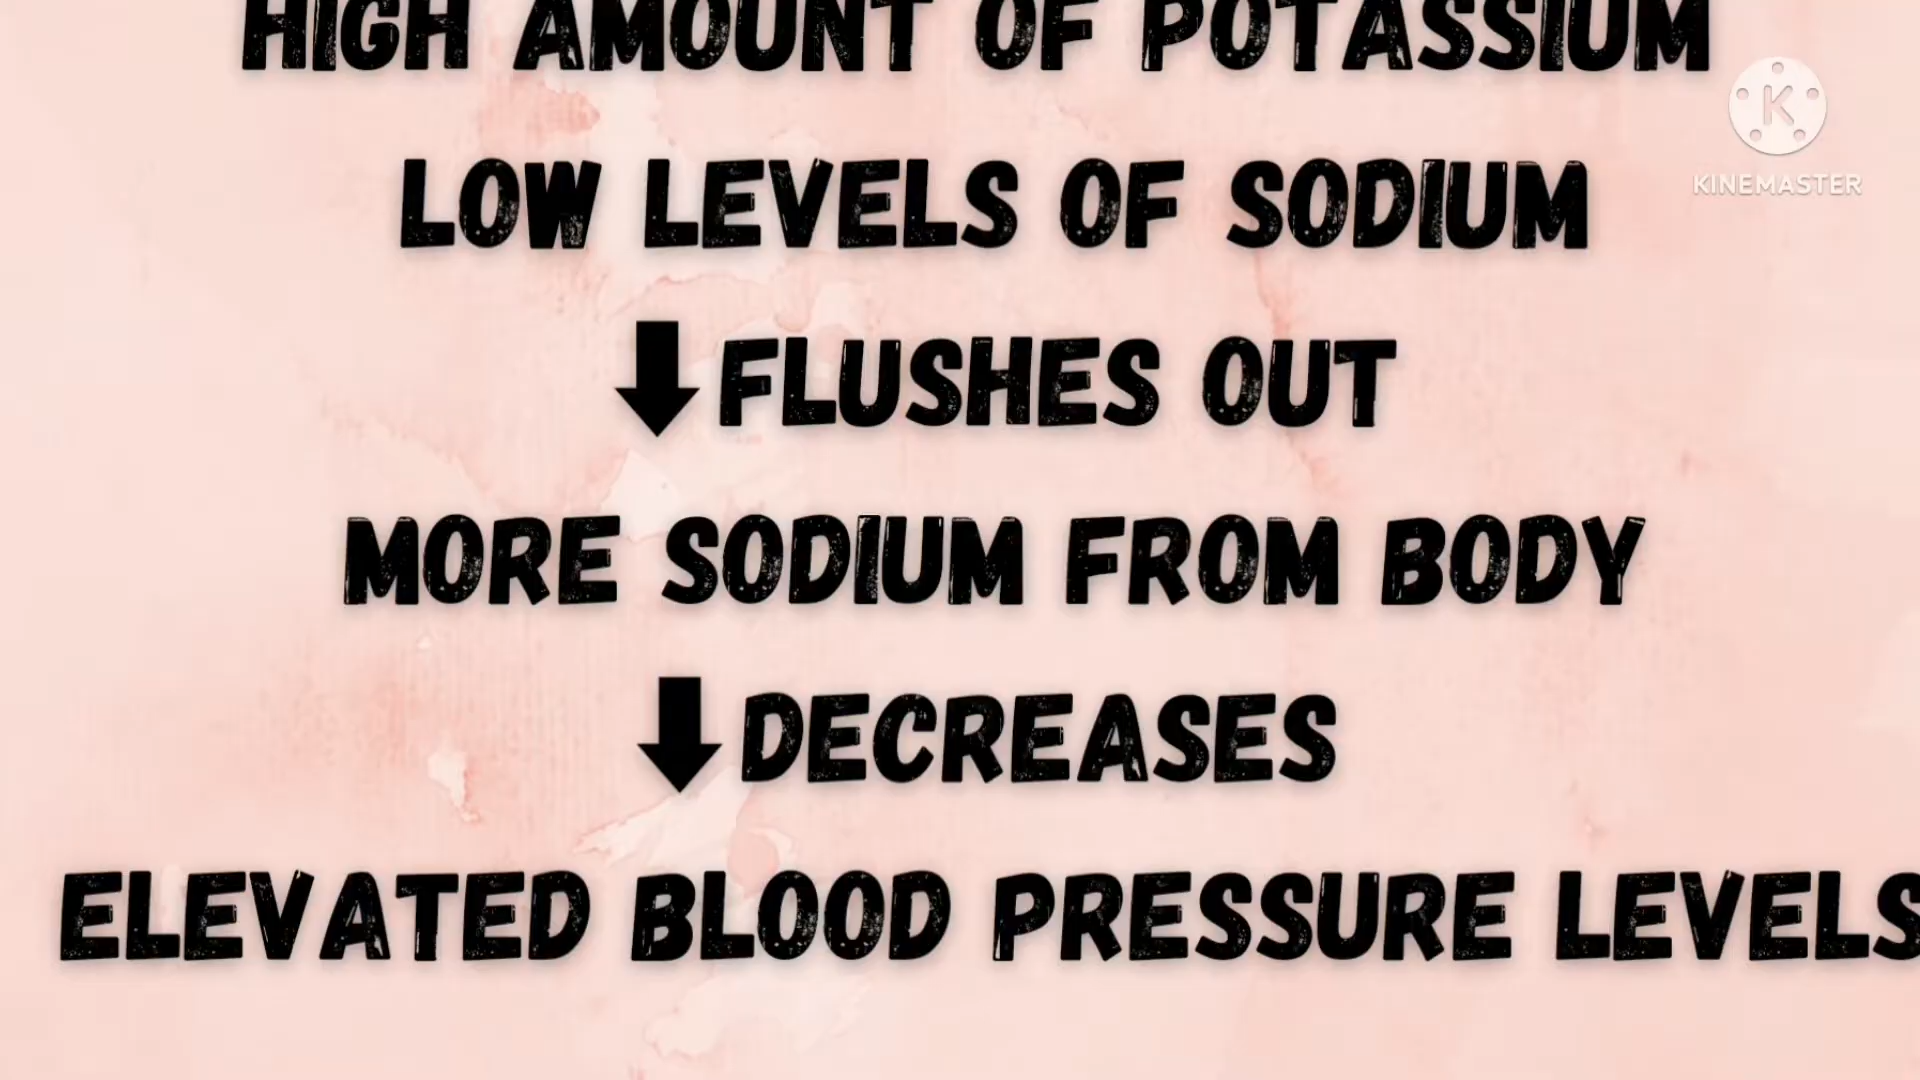 HIGH AMOUNT OF POTASSIUM
LOW LEVELS OF SODIUM
⬇FLUSHES OUT
MORE SODIUM FROM BODY
⬇DECREASES
ELEVATED BLOOD PRESSURE LEVELS
K
KINEMASTER